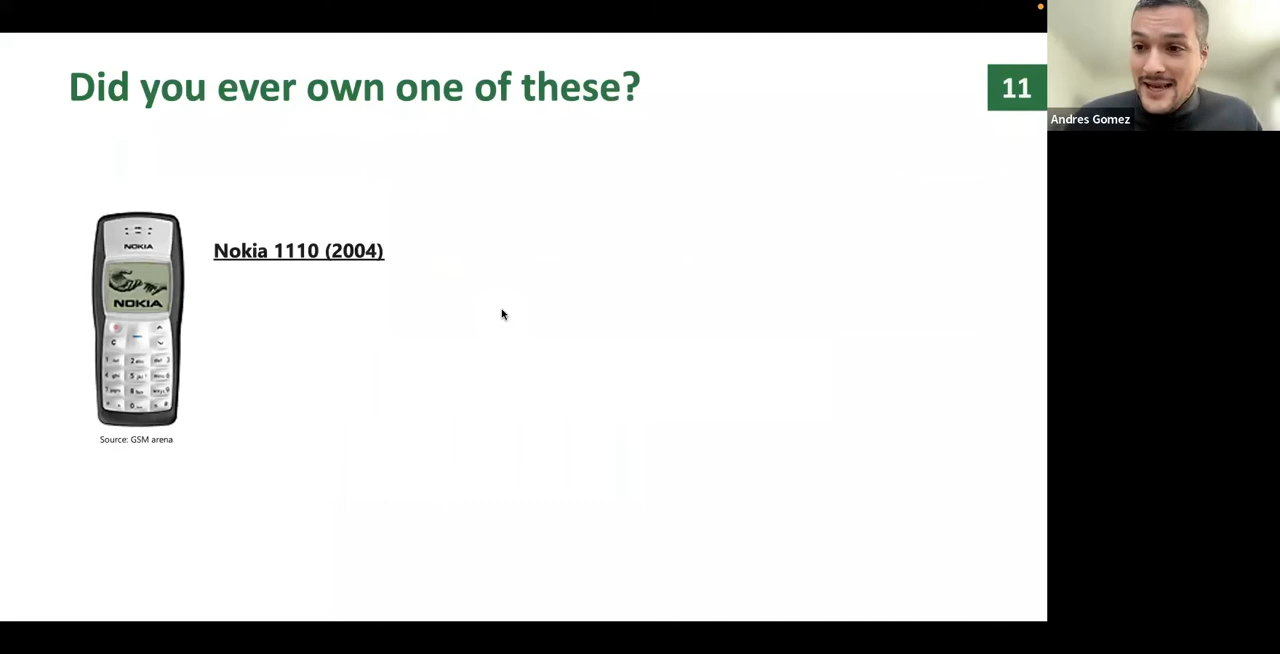 Did you ever own one of these?
11
Andres Gomez
NOKIA
Nokia 1110 (2004)
NOKIA
Source: GSM arena